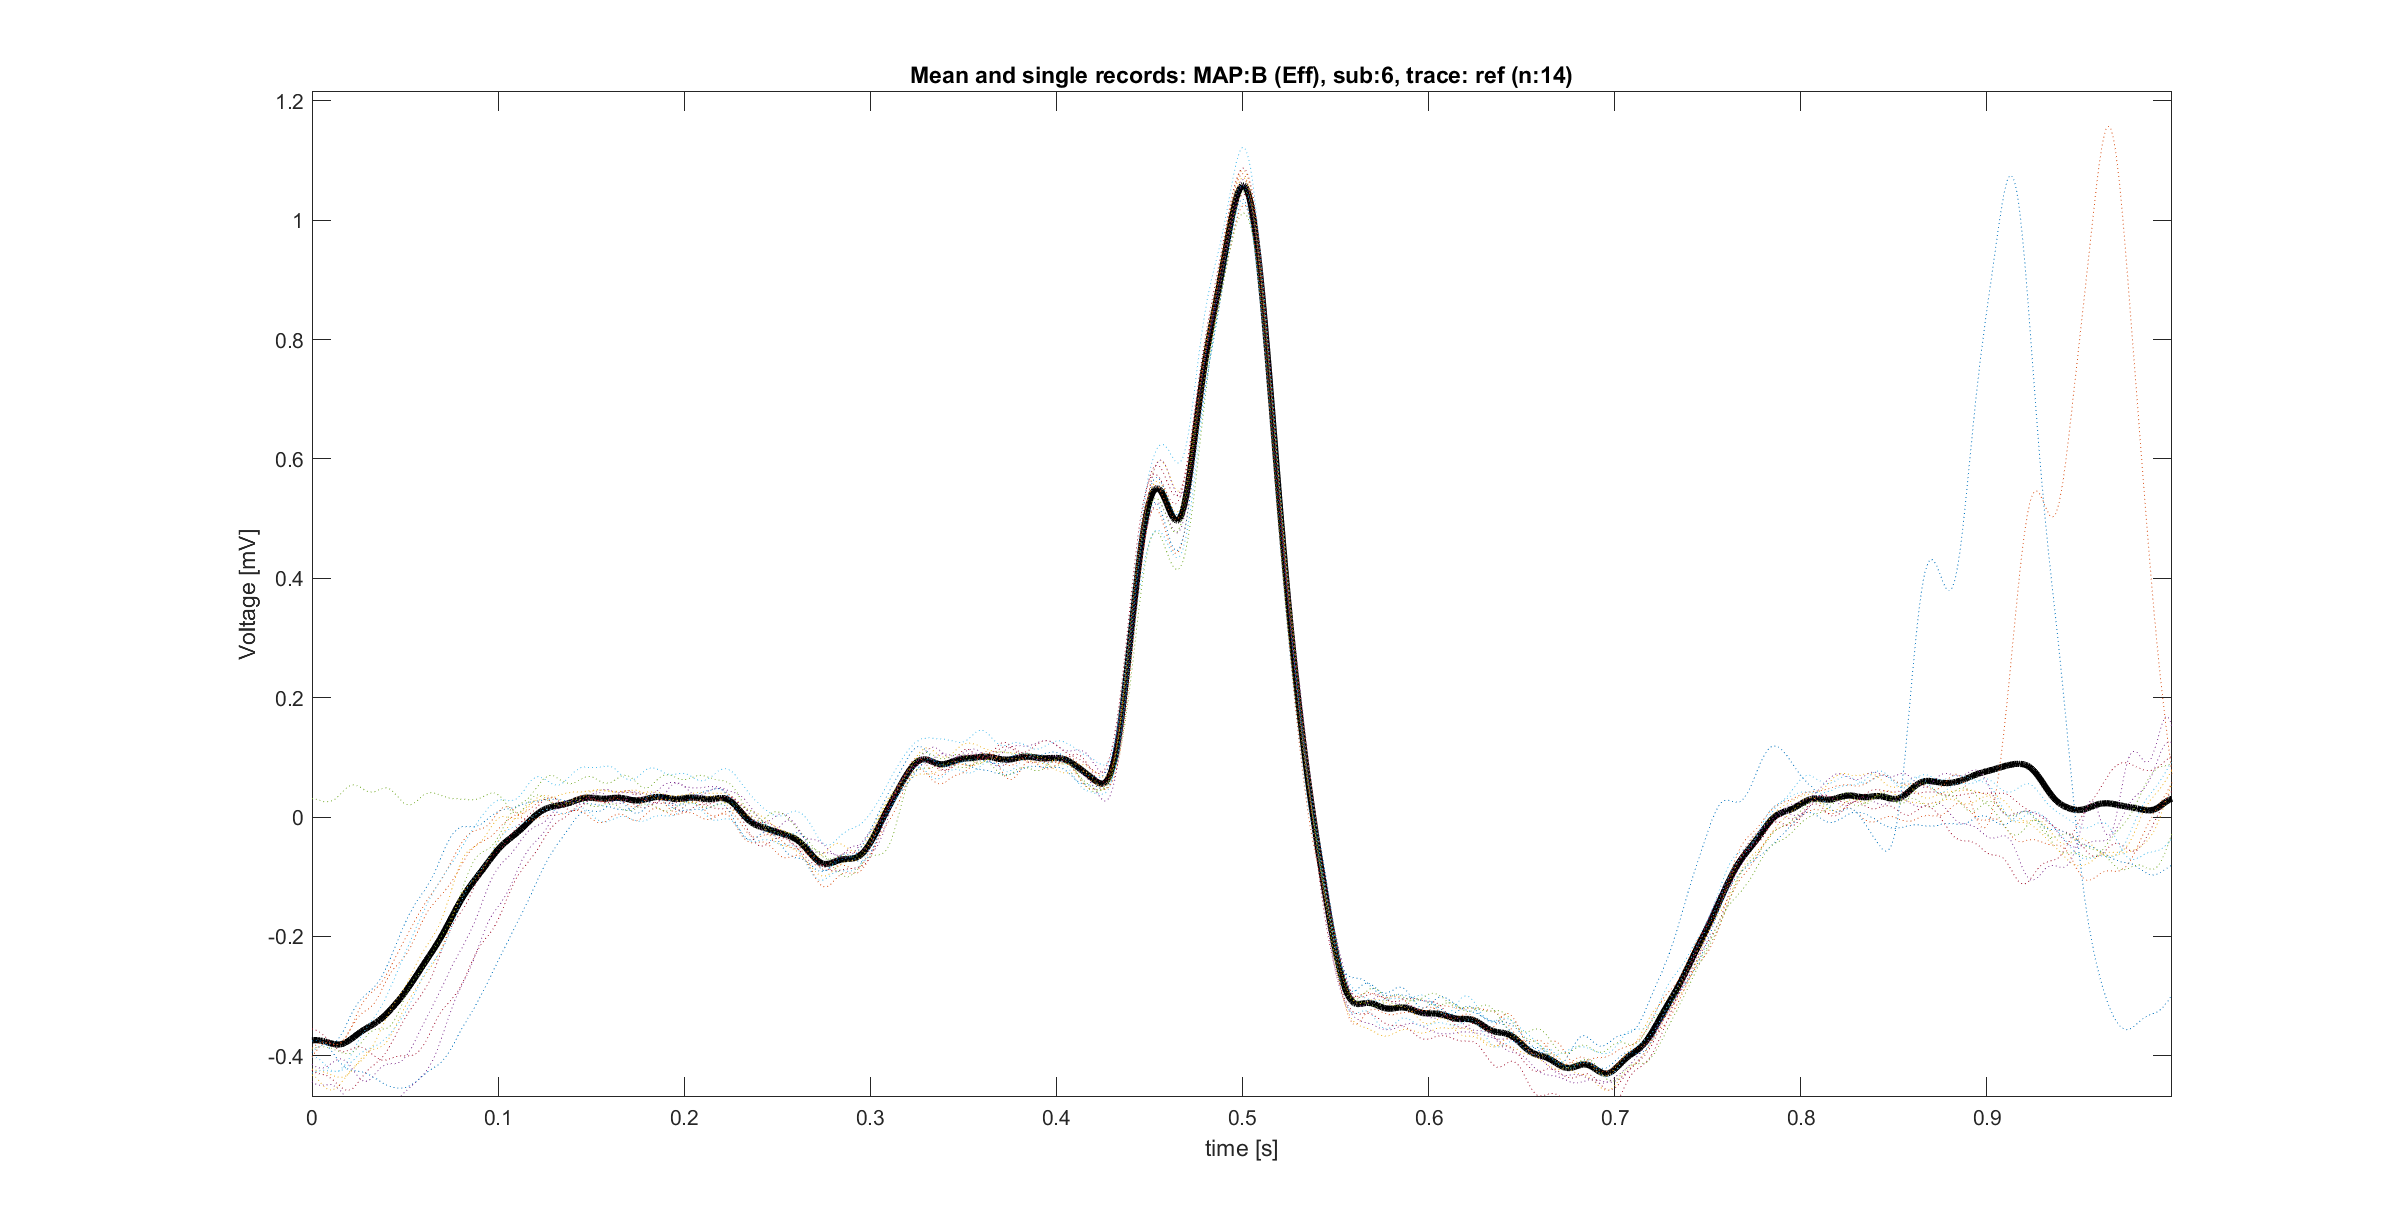 Mean and single records: MAP:B (Eff), sub:6, trace: ref (n:14)
1.2
1
0.8
0.6
0.4
0.2
0
-0.2
-0.4
Voltage [mV]
0 0.1 0.2 0.3 0.4 0.5 0.6 0.7 0.8 0.9
time [s]